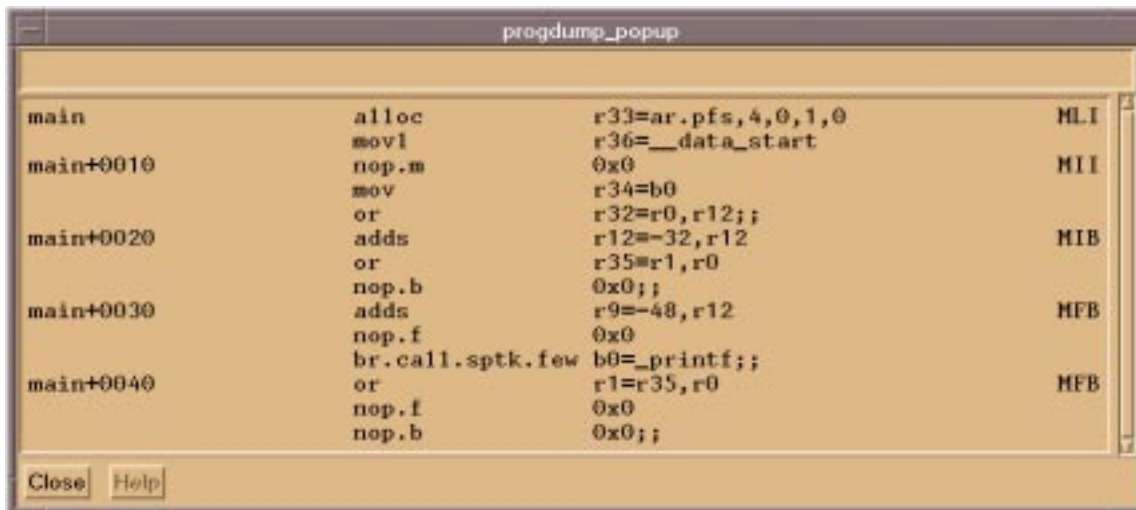 progdump_popup
main alloc r33=ar.pfs,4,0,1,0 MLI
movl r36=__data_start
main+0010 nop.m 0x0 MII
mov r34=b0
or r32=r0,r12;;
main+0020 adds r12=-32,r12 MIB
or r35=r1,r0
nop.b 0x0;;
main+0030 adds r9=-48,r12 MFB
nop.f 0x0
br.call.sptk.few b0=_printf;;
main+0040 or r1=r35,r0 MFB
nop.f 0x0
nop.b 0x0;;
Close Help